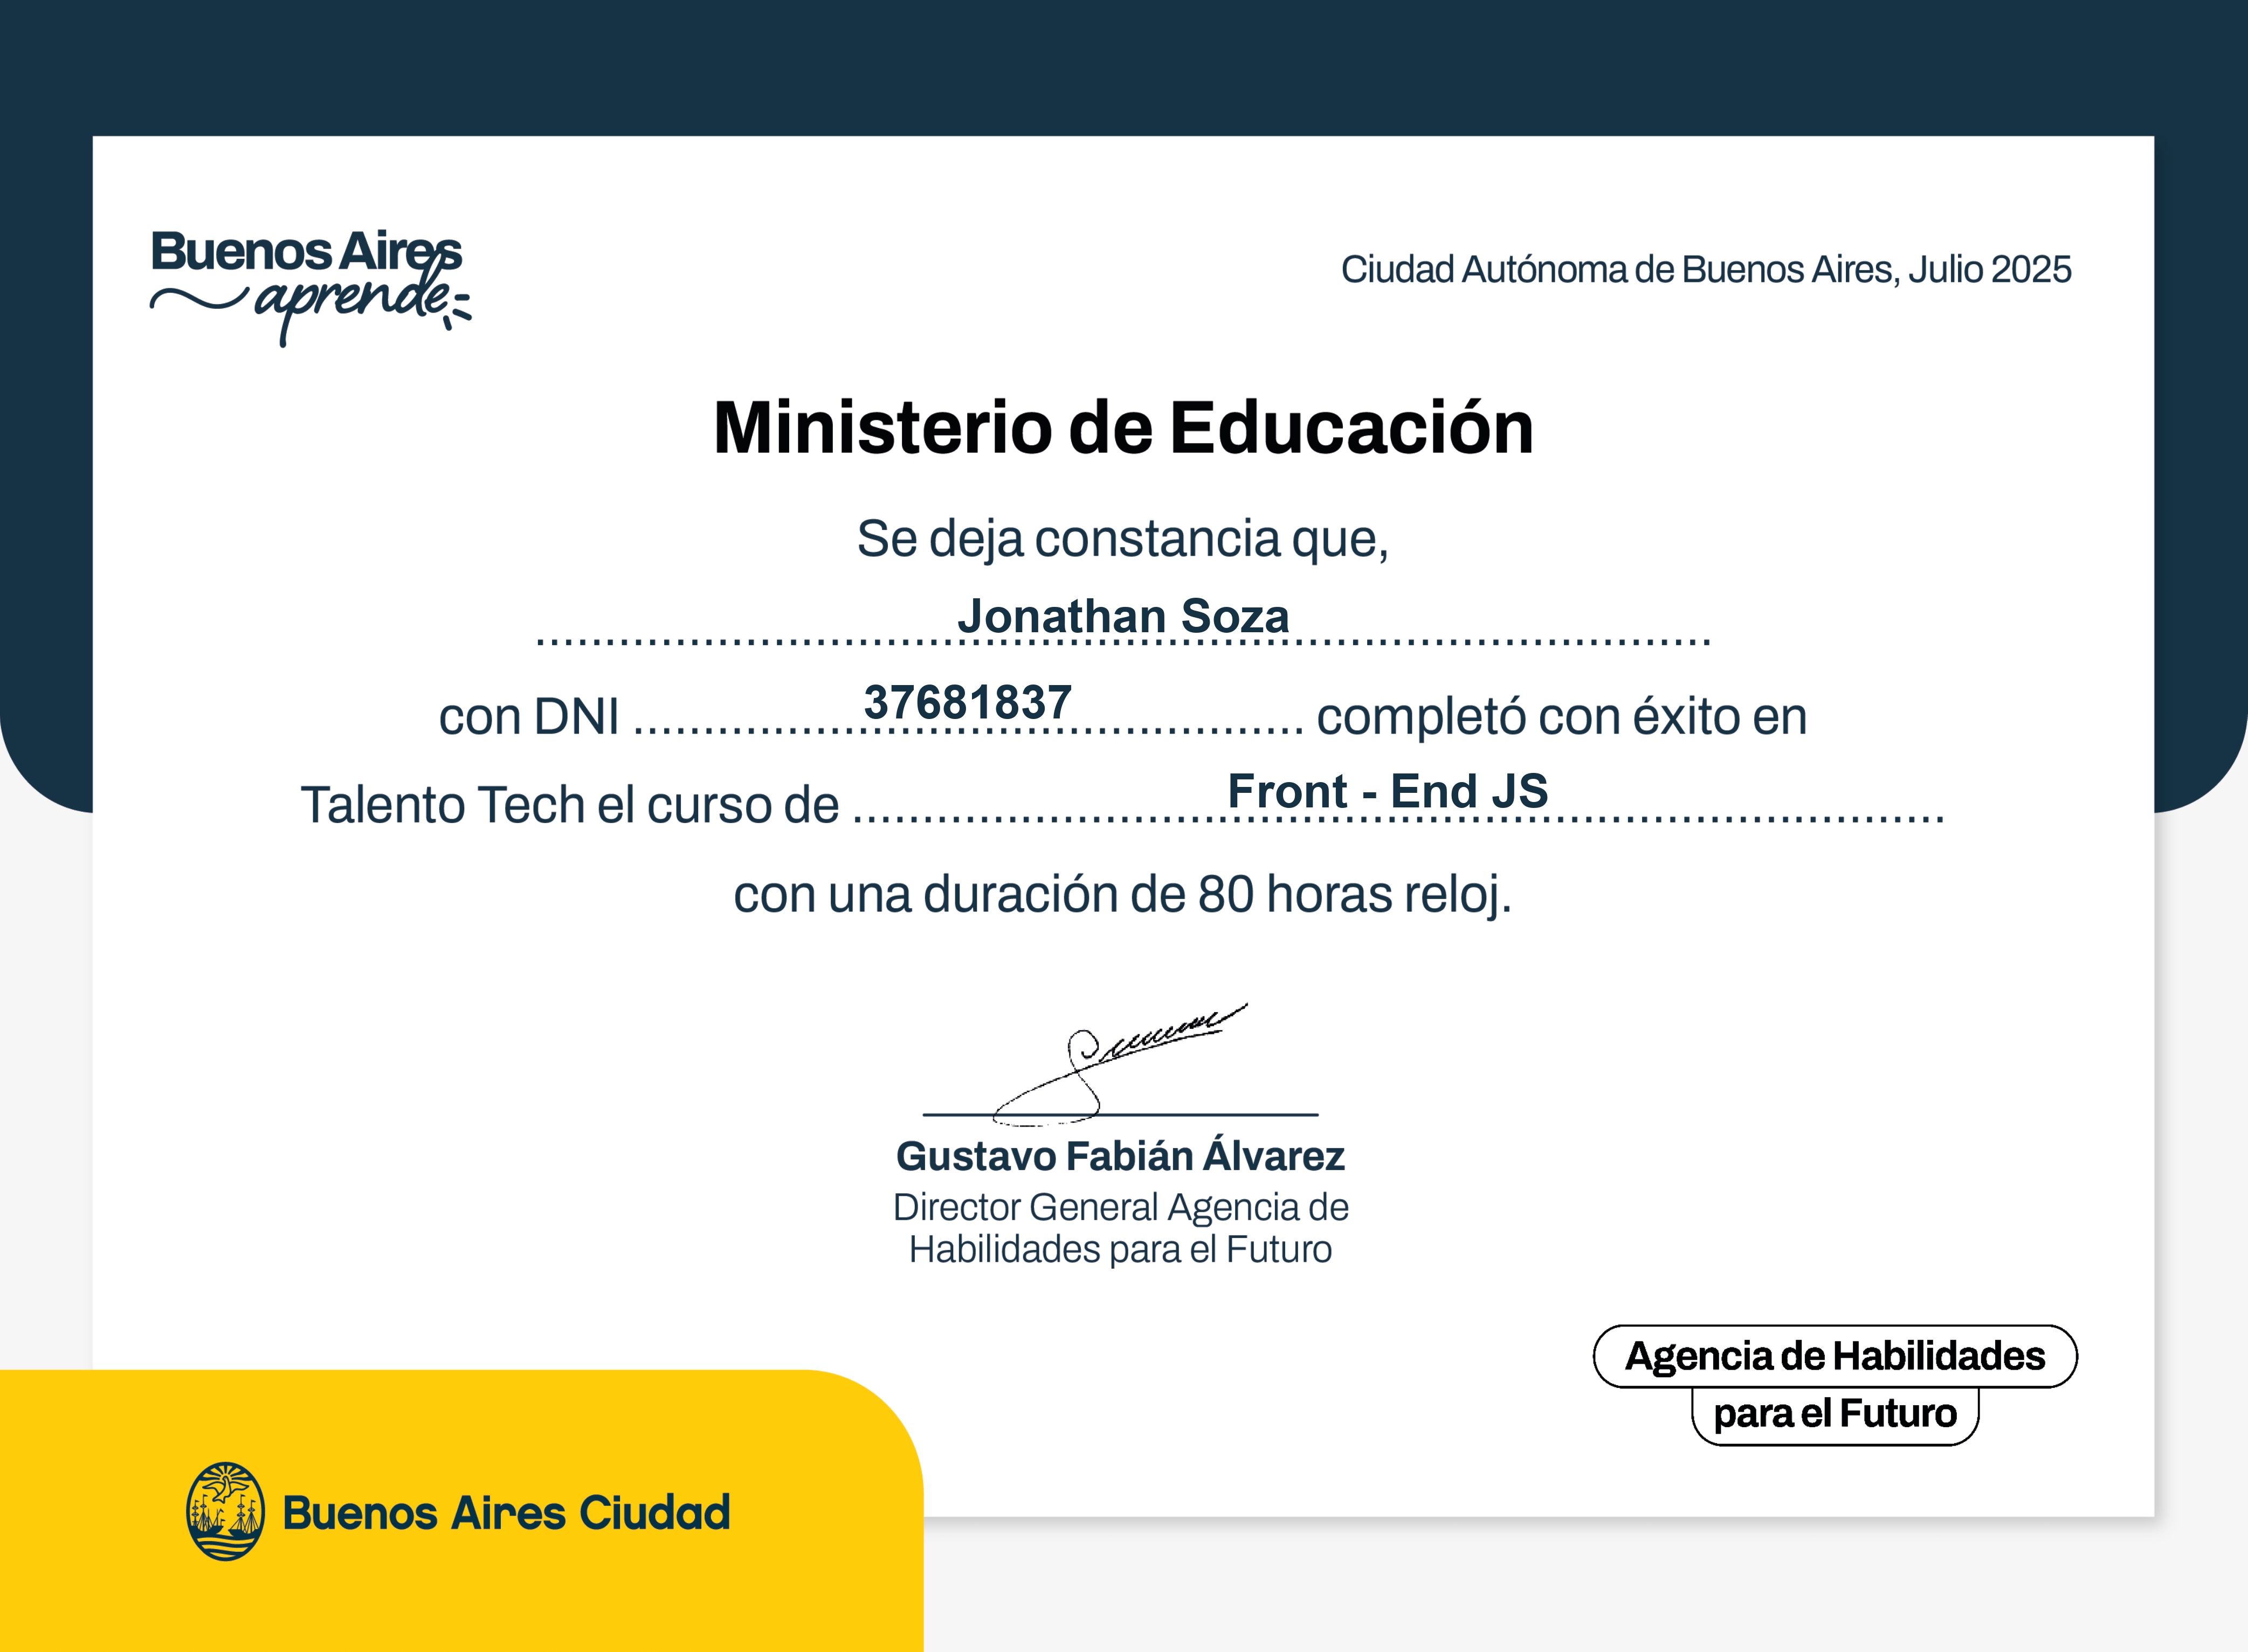 Buenos Aires
aprende
Ciudad Autónoma de Buenos Aires, Julio 2025
Ministerio de Educación
Se deja constancia que,
Jonathan Soza
con DNI 37681837 completó con éxito en
Talento Tech el curso de Front - End JS
con una duración de 80 horas reloj.
Gustavo Fabián Álvarez
Director General Agencia de
Habilidades para el Futuro
Agencia de Habilidades
para el Futuro
Buenos Aires Ciudad